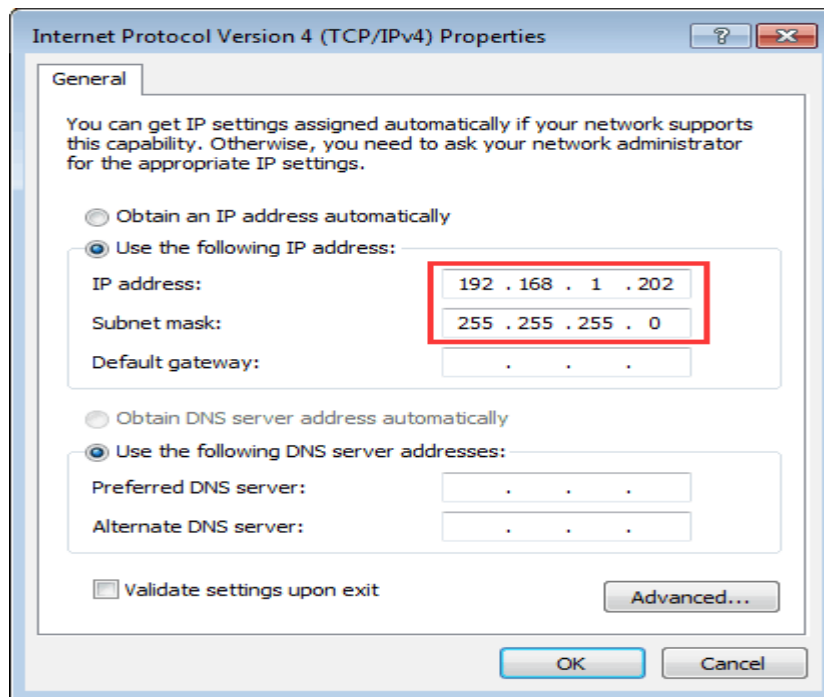 Internet Protocol Version 4 (TCP/IPv4) Properties
General
You can get IP settings assigned automatically if your network supports
this capability. Otherwise, you need to ask your network administrator
for the appropriate IP settings.
Obtain an IP address automatically
Use the following IP address:
IP address: 192 . 168 . 1 . 202
Subnet mask: 255 . 255 . 255 . 0
Default gateway: . . .
Obtain DNS server address automatically
Use the following DNS server addresses:
Preferred DNS server: . . .
Alternate DNS server: . . .
Validate settings upon exit
Advanced...
OK Cancel